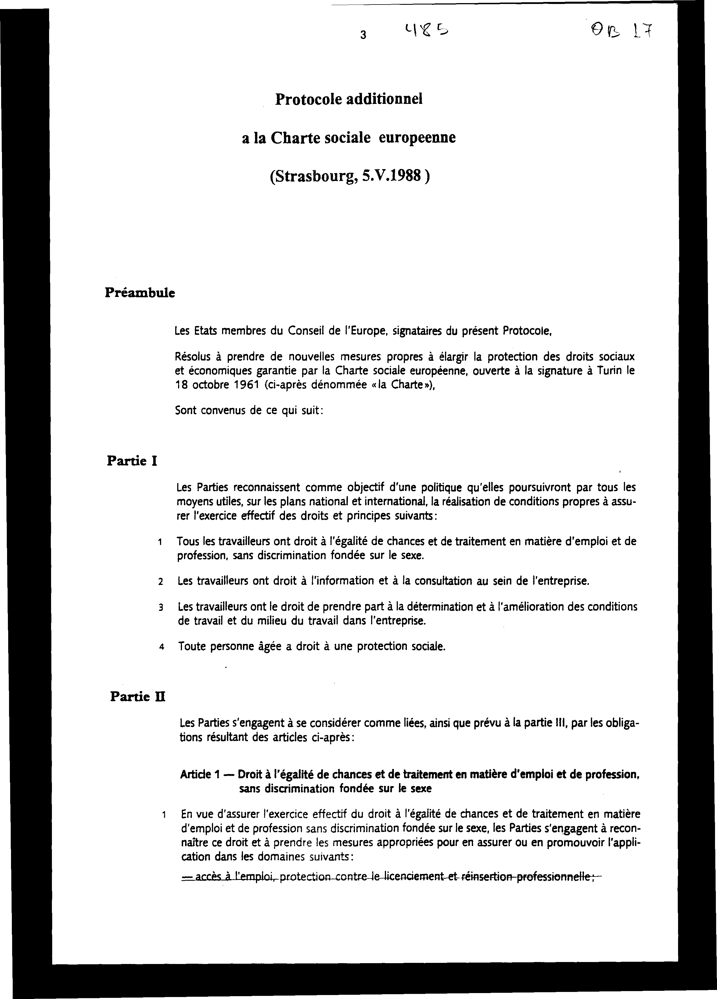 3 485 ΘΒ 17
Protocole additionnel
a la Charte sociale europeenne
(Strasbourg, 5.V.1988 )
Préambule
Les Etats membres du Conseil de l'Europe, signataires du présent Protocole,
Résolus à prendre de nouvelles mesures propres à élargir la protection des droits sociaux
et économiques garantie par la Charte sociale européenne, ouverte à la signature à Turin le
18 octobre 1961 (ci-après dénommée «la Charte»),
Sont convenus de ce qui suit:
Partie I
Les Parties reconnaissent comme objectif d'une politique qu'elles poursuivront par tous les
moyens utiles, sur les plans national et international, la réalisation de conditions propres à assu-
rer l'exercice effectif des droits et principes suivants:
1 Tous les travailleurs ont droit à l'égalité de chances et de traitement en matière d'emploi et de
profession, sans discrimination fondée sur le sexe.
2 Les travailleurs ont droit à l'information et à la consultation au sein de l'entreprise.
3 Les travailleurs ont le droit de prendre part à la détermination et à l'amélioration des conditions
de travail et du milieu du travail dans l'entreprise.
4 Toute personne âgée a droit à une protection sociale.
Partie II
Les Parties s'engagent à se considérer comme liées, ainsi que prévu à la partie III, par les obliga-
tions résultant des articles ci-après:
Article 1 — Droit à l'égalité de chances et de traitement en matière d'emploi et de profession,
sans discrimination fondée sur le sexe
1 En vue d'assurer l'exercice effectif du droit à l'égalité de chances et de traitement en matière
d'emploi et de profession sans discrimination fondée sur le sexe, les Parties s'engagent à recon-
naître ce droit et à prendre les mesures appropriées pour en assurer ou en promouvoir l'appli-
cation dans les domaines suivants:
— accès à l'emploi, protection contre le licenciement et réinsertion professionnelle;